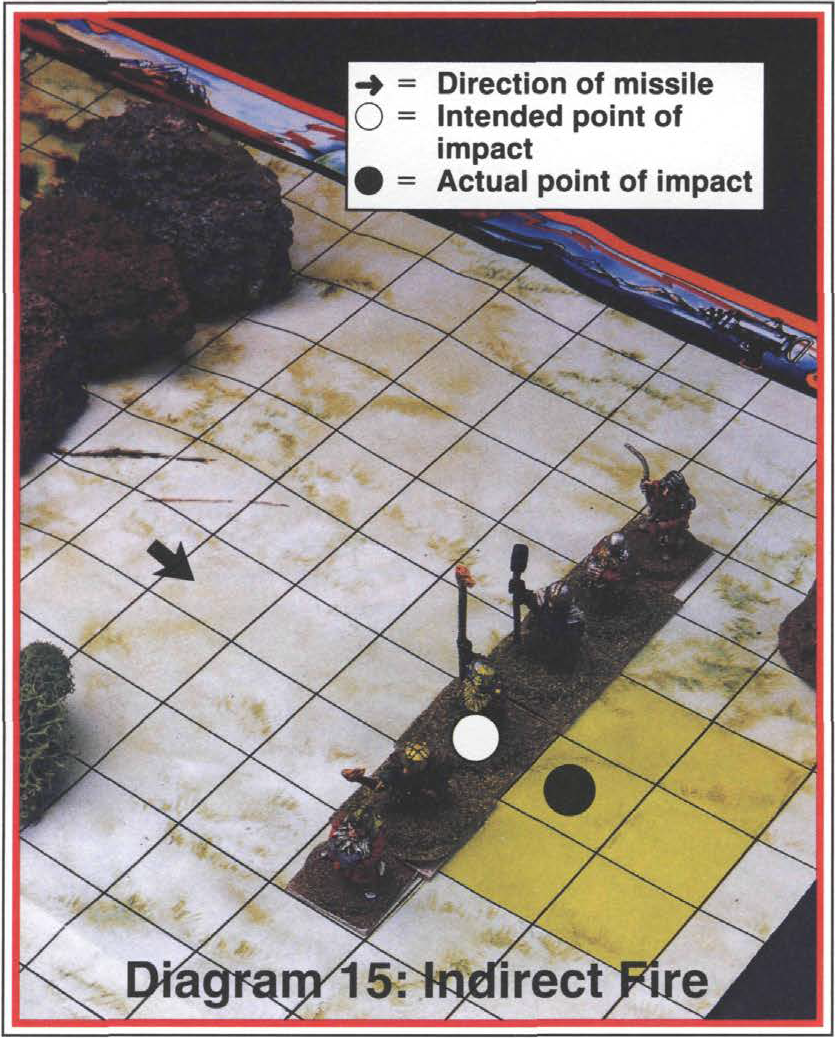 ➔ = Direction of missile
○ = Intended point of
impact
● = Actual point of impact
Diagram 15: Indirect Fire